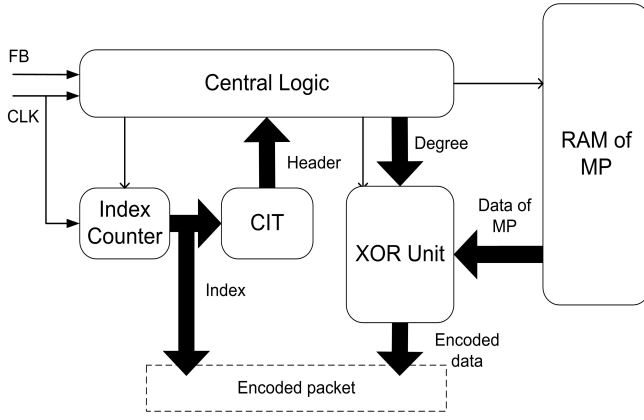 FB
Central Logic
CLK
Header
Degree
RAM of
MP
Index
Counter
CIT
XOR Unit
Data of
MP
Index
Encoded
data
Encoded packet